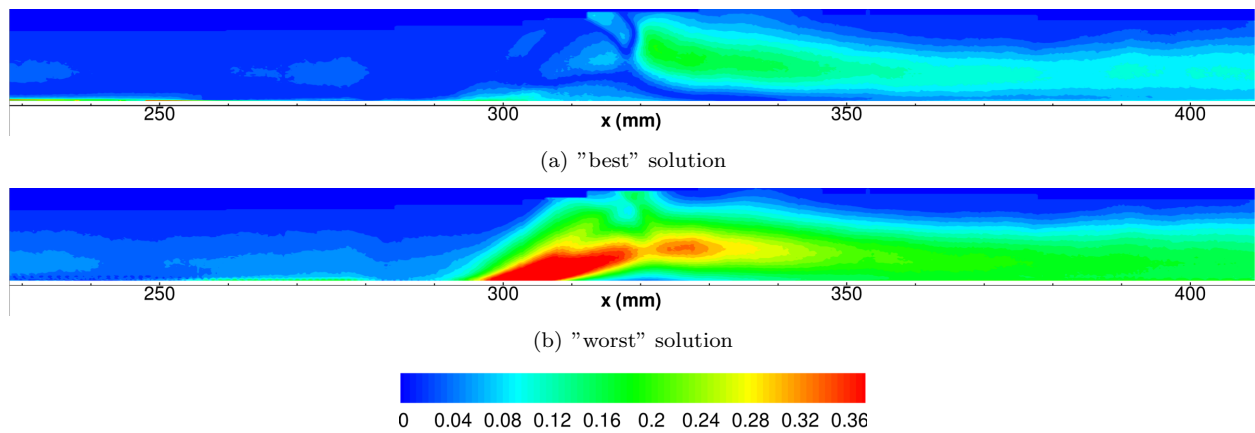 250 300 350 400
x (mm)
(a) ”best” solution
250 300 350 400
x (mm)
(b) ”worst” solution
0 0.04 0.08 0.12 0.16 0.2 0.24 0.28 0.32 0.36